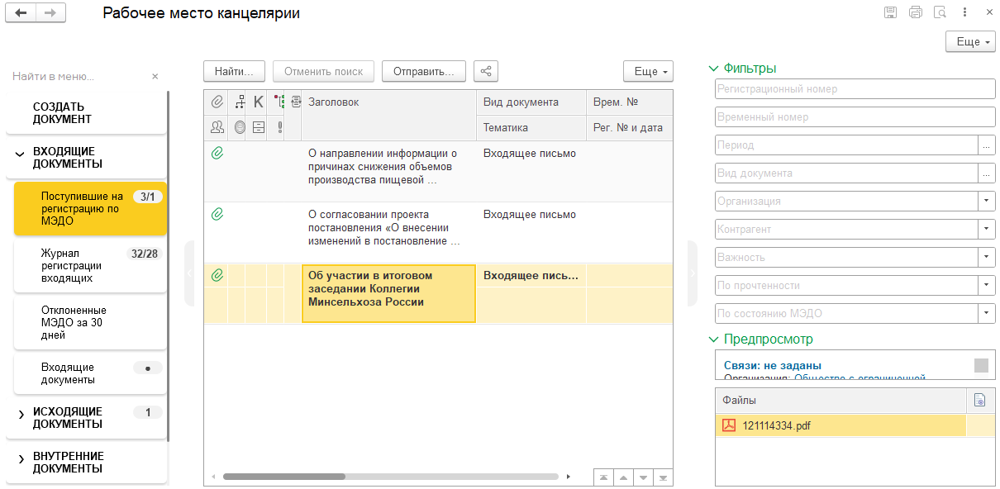 Рабочее место канцелярии
Еще
Найти в меню...
СОЗДАТЬ
ДОКУМЕНТ
ВХОДЯЩИЕ
ДОКУМЕНТЫ
Поступившие на
регистрацию по
МЭДО
3/1
Журнал
регистрации
входящих
32/28
Отклоненные
МЭДО за 30
дней
Входящие
документы
ИСХОДЯЩИЕ
ДОКУМЕНТЫ
1
ВНУТРЕННИЕ
ДОКУМЕНТЫ
Найти...
Отменить поиск
Отправить...
Еще
К
Заголовок
Вид документа
Врем. №
Тематика
Рег. № и дата
О направлении информации о
причинах снижения объемов
производства пищевой ...
Входящее письмо
О согласовании проекта
постановления «О внесении
изменений в постановление ...
Входящее письмо
Об участии в итоговом
заседании Коллегии
Минсельхоза России
Входящее пись...
Фильтры
Регистрационный номер
Временный номер
Период
...
Вид документа
...
Организация
Контрагент
Важность
По прочтенности
По состоянию МЭДО
Предпросмотр
Связи: не заданы
Организация: Общество с ограниченной
Файлы
121114334.pdf